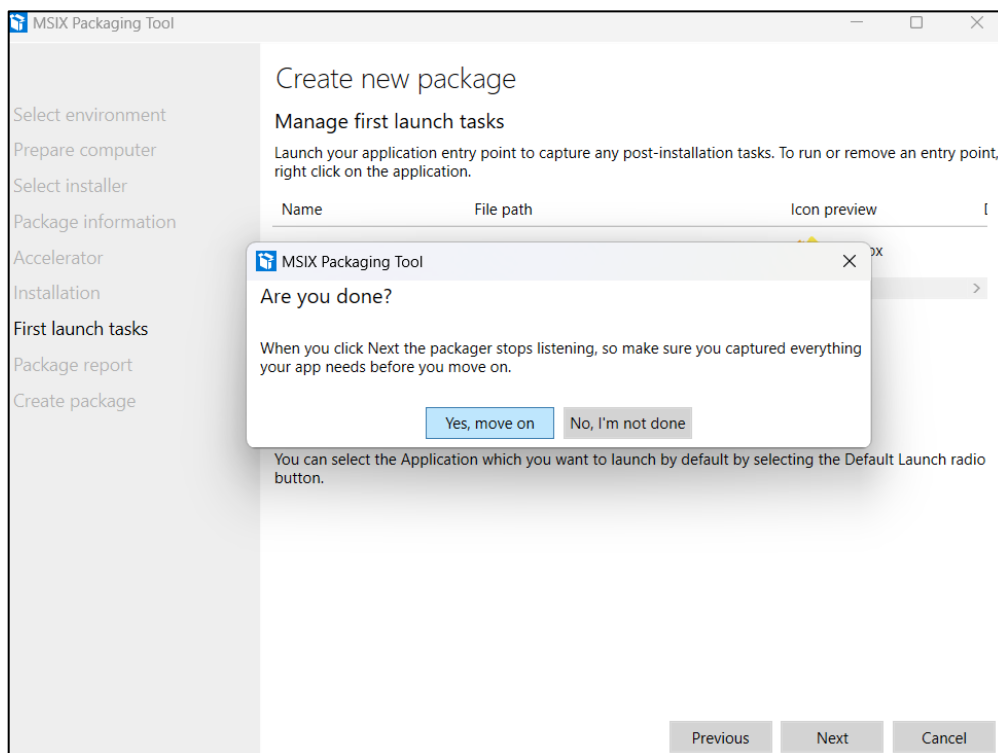 MSIX Packaging Tool
Create new package
Select environment
Prepare computer
Select installer
Package information
Accelerator
Installation
First launch tasks
Package report
Create package
Manage first launch tasks
Launch your application entry point to capture any post-installation tasks. To run or remove an entry point,
right click on the application.
Name File path Icon preview
ox
MSIX Packaging Tool
Are you done?
When you click Next the packager stops listening, so make sure you captured everything
your app needs before you move on.
Yes, move on No, I'm not done
You can select the Application which you want to launch by default by selecting the Default Launch radio
button.
Previous Next Cancel